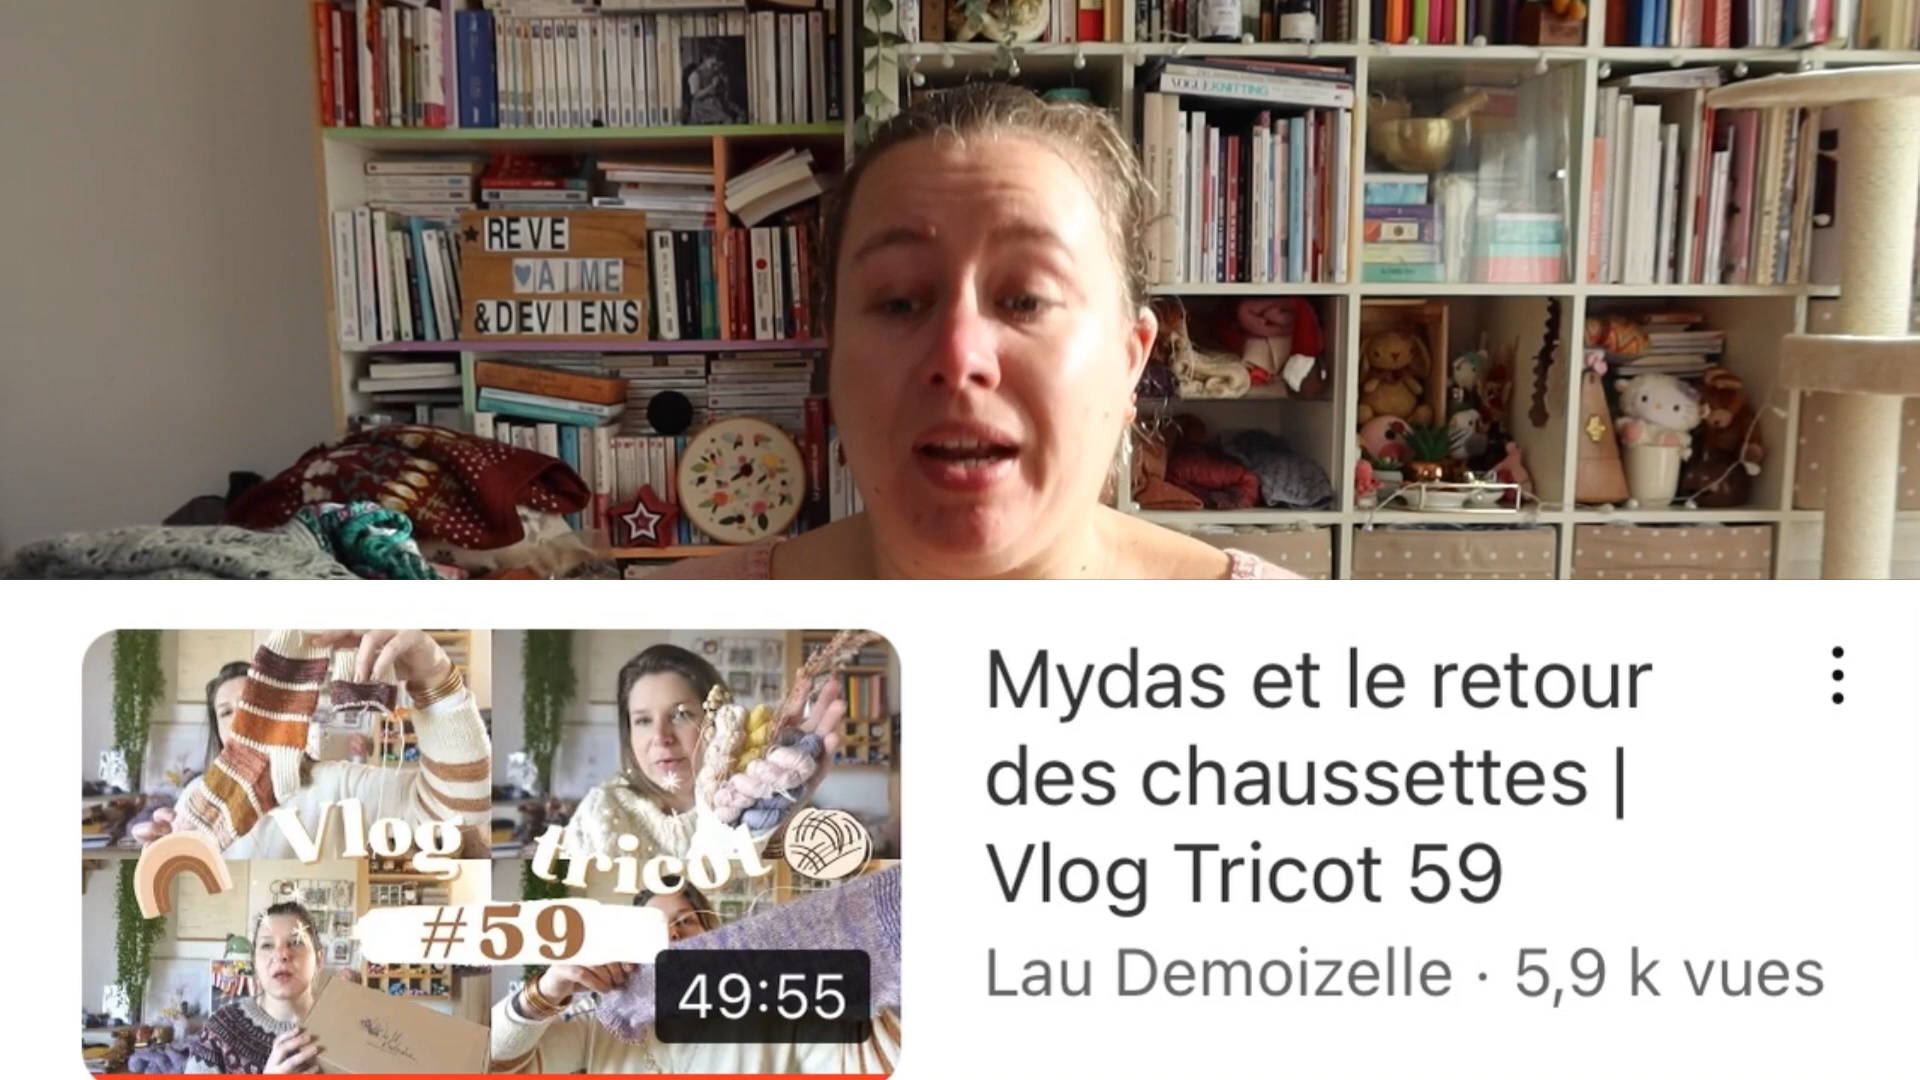 VOGUEKNITTING
REVE
AIME
&DEVIENS
Mydas et le retour
des chaussettes |
Vlog Tricot 59
Lau Demoizelle · 5,9 k vues
Vlog tricot
#59
49:55